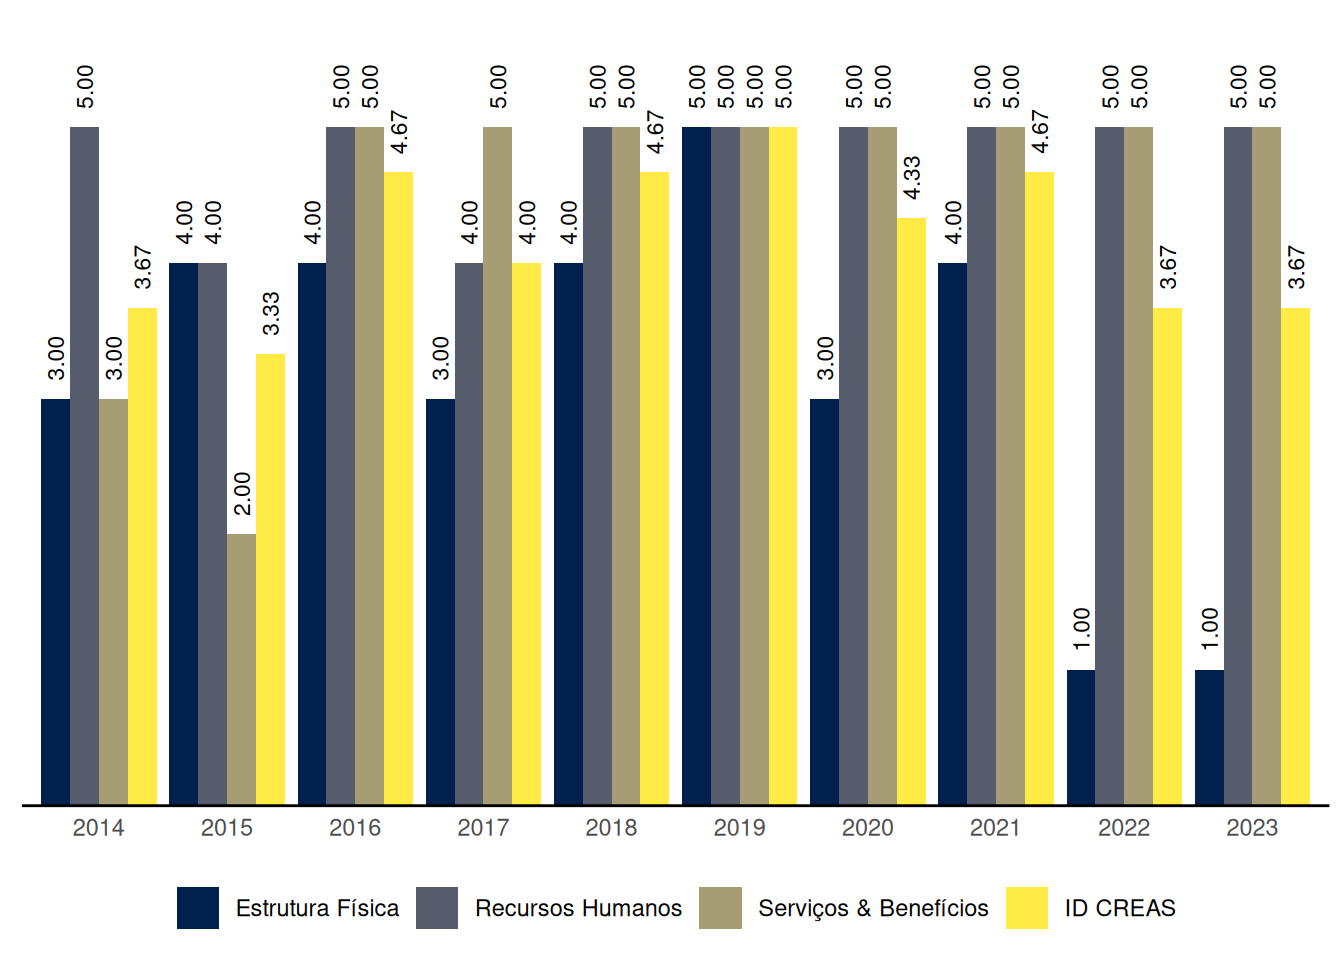 3.00 5.00 3.00 3.67 4.00 4.00 2.00 3.33 4.00 5.00 5.00 4.67 3.00 4.00 5.00 4.00 4.00 5.00 5.00 4.67 5.00 5.00 5.00 5.00 3.00 5.00 5.00 4.33 4.00 5.00 5.00 4.67 1.00 5.00 5.00 3.67 1.00 5.00 5.00 3.67
2014 2015 2016 2017 2018 2019 2020 2021 2022 2023
Estrutura Física Recursos Humanos Serviços & Benefícios ID CREAS